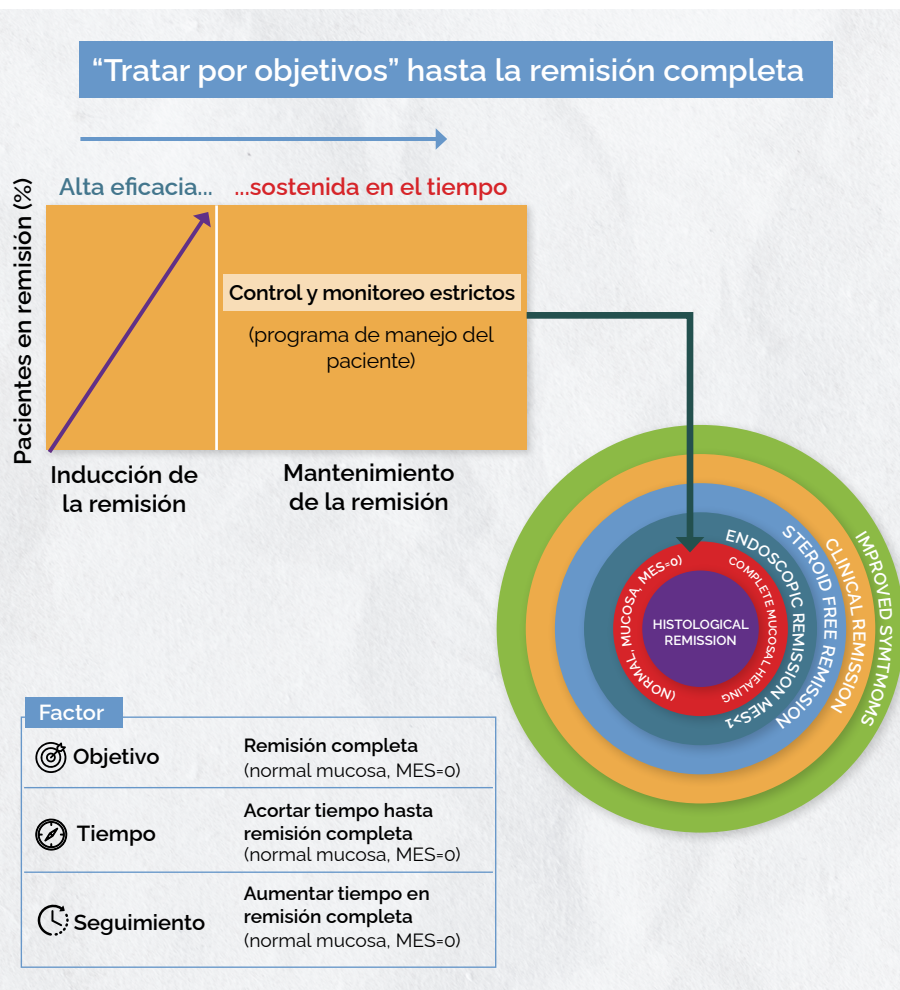 “Tratar por objetivos” hasta la remisión completa
Alta eficacia...
...sostenida en el tiempo
Pacientes en remisión (%)
Control y monitoreo estrictos
(programa de manejo del
paciente)
Inducción de
la remisión
Mantenimiento
de la remisión
IMPROVED SYMTMOMS
CLINICAL REMISSION
STEROID FREE REMISSION
ENDOSCOPIC REMISSION MES>1
COMPLETE MUCOSAL HEALING
(NORMAL, MUCOSA, MES=0)
HISTOLOGICAL
REMISSION
Factor
Objetivo
Remisión completa
(normal mucosa, MES=0)
Tiempo
Acortar tiempo hasta
remisión completa
(normal mucosa, MES=0)
Seguimiento
Aumentar tiempo en
remisión completa
(normal mucosa, MES=0)